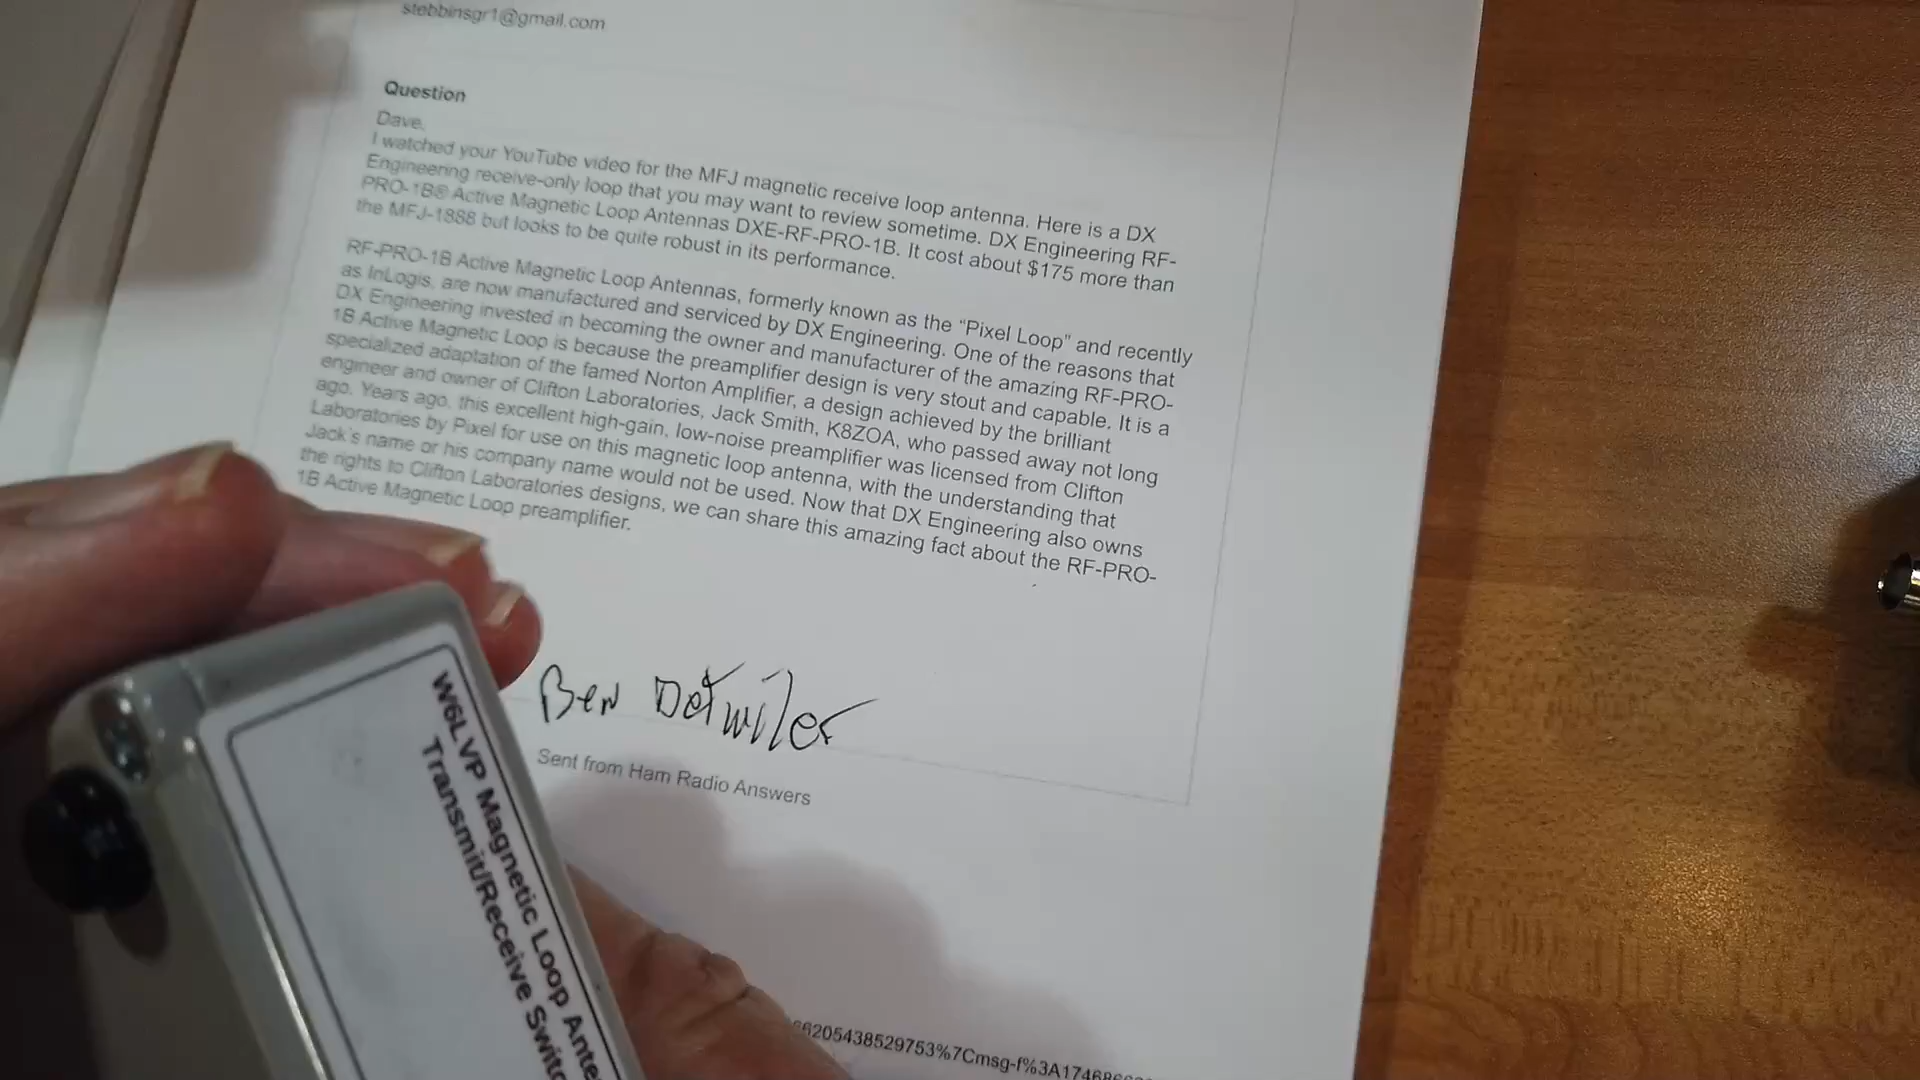 stebbinsgr1@gmail.com
Question
Dave,
I watched your YouTube video for the MFJ magnetic receive loop antenna. Here is a DX
Engineering receive-only loop that you may want to review sometime. DX Engineering RF-
PRO-1B® Active Magnetic Loop Antennas DXE-RF-PRO-1B. It cost about $175 more than
the MFJ-1888 but looks to be quite robust in its performance.
RF-PRO-1B Active Magnetic Loop Antennas, formerly known as the “Pixel Loop” and recently
as InLogis, are now manufactured and serviced by DX Engineering. One of the reasons that
DX Engineering invested in becoming the owner and manufacturer of the amazing RF-PRO-
1B Active Magnetic Loop is because the preamplifier design is very stout and capable. It is a
specialized adaptation of the famed Norton Amplifier, a design achieved by the brilliant
engineer and owner of Clifton Laboratories, Jack Smith, K8ZOA, who passed away not long
ago. Years ago, this excellent high-gain, low-noise preamplifier was licensed from Clifton
Laboratories by Pixel for use on this magnetic loop antenna, with the understanding that
Jack's name or his company name would not be used. Now that DX Engineering also owns
the rights to Clifton Laboratories designs, we can share this amazing fact about the RF-PRO-
1B Active Magnetic Loop preamplifier.
Ben Detwiler
Sent from Ham Radio Answers
W6LVP Magnetic Loop Ante
Transmit/Receive Switc
6205438529753%7Cmsg-f%3A17468